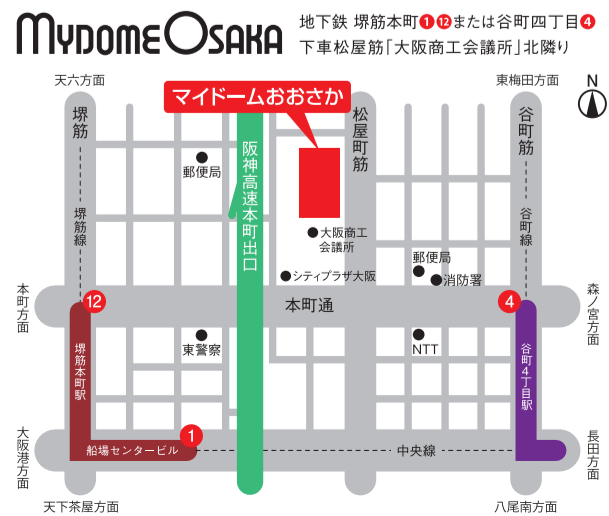 MYDOME OSAKA
地下鉄 堺筋本町❶⓬または谷町四丁目❹
下車松屋筋「大阪商工会議所」北隣り
天六方面
東梅田方面
N
マイドームおおさか
堺筋
松屋町筋
谷町筋
阪神高速本町出口
郵便局
堺筋線
谷町線
大阪商工
会議所
郵便局
シティプラザ大阪
消防署
本町方面
12
本町通
4
森ノ宮方面
東警察
NTT
堺筋本町駅
谷町4丁目駅
大阪港方面
1
船場センタービル
中央線
長田方面
天下茶屋方面
八尾南方面